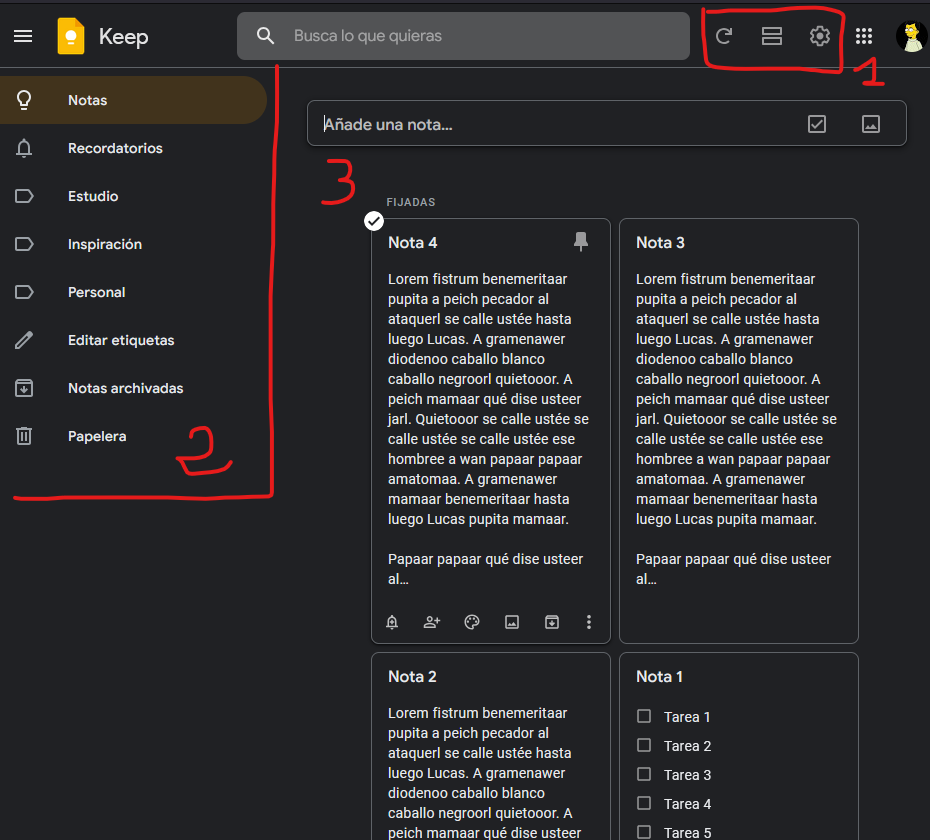 Keep
Busca lo que quieras
1
Notas
Recordatorios
Estudio
Inspiración
Personal
Editar etiquetas
Notas archivadas
Papelera
2
Añade una nota...
3
FIJADAS
Nota 4
Lorem fistrum benemeritaar
pupita a peich pecador al
ataquerl se calle ustée hasta
luego Lucas. A gramenawer
diodenoo caballo blanco
caballo negroorl quietooor. A
peich mamaar qué dise usteer
jarl. Quietooor se calle ustée se
calle ustée se calle ustée ese
hombree a wan papaar papaar
amatomaa. A gramenawer
mamaar benemeritaar hasta
luego Lucas pupita mamaar.
Papaar papaar qué dise usteer
al...
Nota 3
Lorem fistrum benemeritaar
pupita a peich pecador al
ataquerl se calle ustée hasta
luego Lucas. A gramenawer
diodenoo caballo blanco
caballo negroorl quietooor. A
peich mamaar qué dise usteer
jarl. Quietooor se calle ustée se
calle ustée se calle ustée ese
hombree a wan papaar papaar
amatomaa. A gramenawer
mamaar benemeritaar hasta
luego Lucas pupita mamaar.
Papaar papaar qué dise usteer
al...
Nota 2
Lorem fistrum benemeritaar
pupita a peich pecador al
ataquerl se calle ustée hasta
luego Lucas. A gramenawer
diodenoo caballo blanco
caballo negroorl quietooor. A
peich mamaar qué dise usteer
Nota 1
Tarea 1
Tarea 2
Tarea 3
Tarea 4
Tarea 5